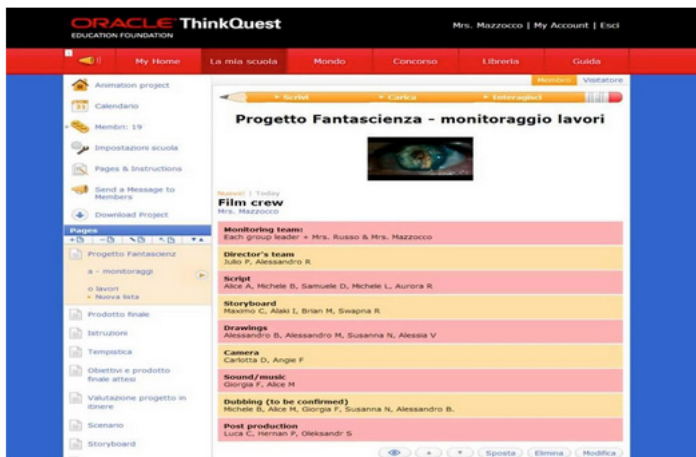 ORACLE ThinkQuest
EDUCATION FOUNDATION
Mrs. Mazzocco | My Account | Esci
My Home
La mia scuola
Mondo
Concorso
Libreria
Guida
Membro
Visitatore
Animation project
Calendario
Membri: 19
Impostazioni scuola
Pages & Instructions
Send a Message to
Members
Download Project
Pages
Progetto Fantascienz
a - monitoraggi
o lavori
Nuova lista
Prodotto finale
Istruzioni
Tempistica
Obiettivi e prodotto
finale attesi
Valutazione progetto in
itinere
Scenario
Storyboard
Scrivi
Carica
Interagisci
Progetto Fantascienza - monitoraggio lavori
Nuovo! | Today
Film crew
Mrs. Mazzocco
Monitoring team:
Each group leader + Mrs. Russo & Mrs. Mazzocco
Director's team
Julio P, Alessandro R
Script
Alice A, Michele B, Samuele D, Michele L, Aurora R
Storyboard
Maximo C, Alaki I, Brian M, Swapna R
Drawings
Alessandro B, Alessandro M, Susanna N, Alessia V
Camera
Carlotta D, Angie F
Sound/music
Giorgia F, Alice M
Dubbing (to be confirmed)
Michele B, Alice M, Giorgia F, Susanna N, Alessandro B.
Post production
Luca C, Hernan P, Oleksandr S
Sposta
Elimina
Modifica